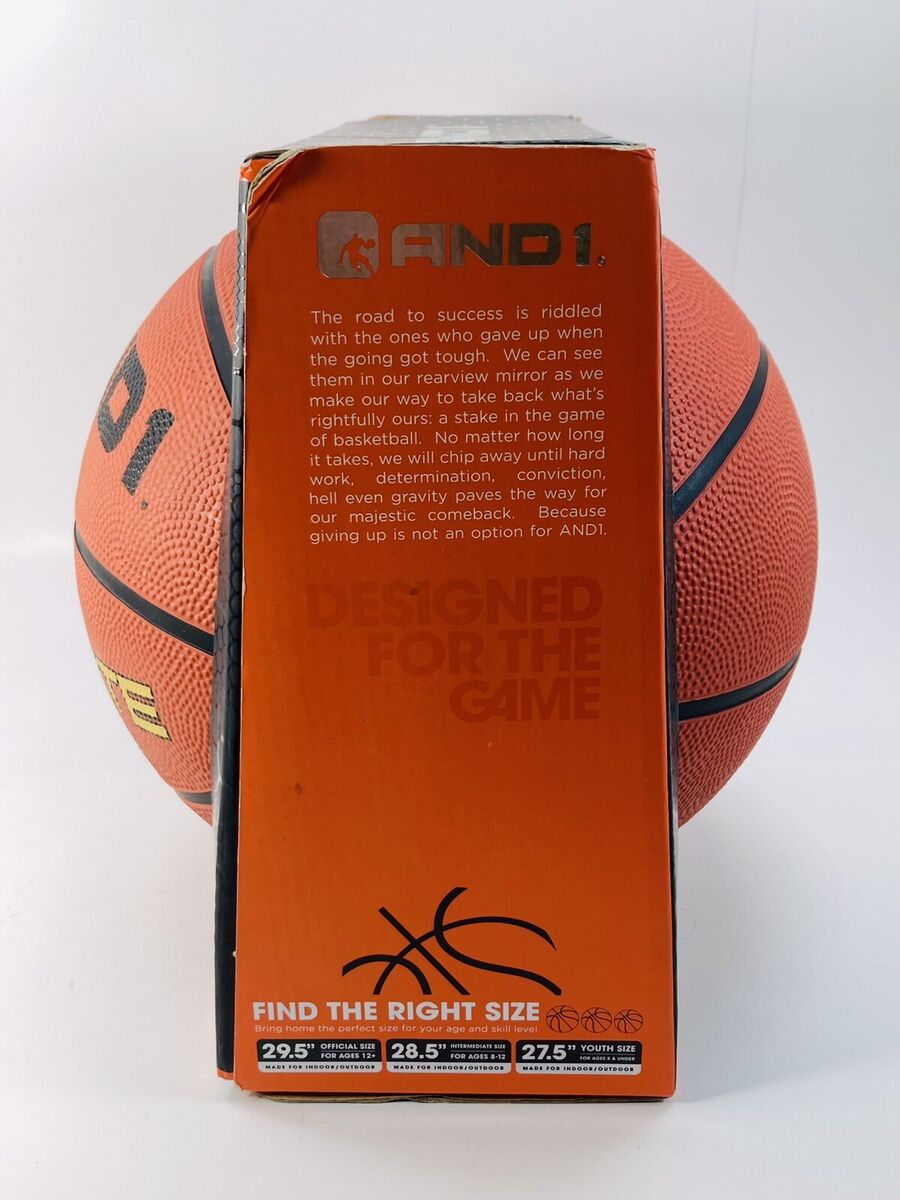 AND1.
The road to success is riddled
with the ones who gave up when
the going got tough. We can see
them in our rearview mirror as we
make our way to take back what's
rightfully ours: a stake in the game
of basketball. No matter how long
it takes, we will chip away until hard
work, determination, conviction,
hell even gravity paves the way for
our majestic comeback. Because
giving up is not an option for AND1.
DESIGNED
FOR THE
GAME
FIND THE RIGHT SIZE
Bring home the perfect size for your age and skill level
29.5” OFFICIAL SIZE
FOR AGES 12+
MADE FOR INDOOR/OUTDOOR
28.5” INTERMEDIATE SIZE
FOR AGES 8-12
MADE FOR INDOOR/OUTDOOR
27.5” YOUTH SIZE
FOR AGES 8 & UNDER
MADE FOR INDOOR/OUTDOOR
D1.
TE